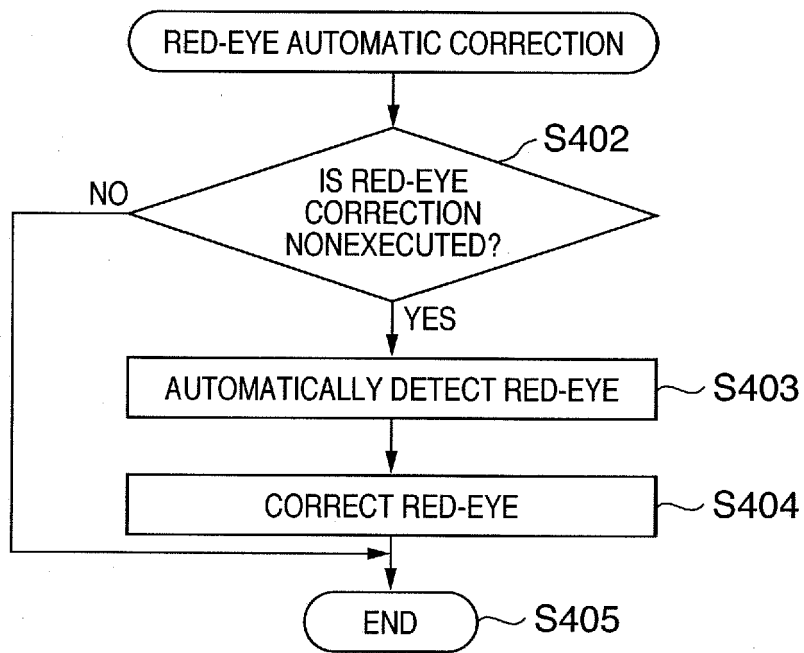 RED-EYE AUTOMATIC CORRECTION
S402
NO
IS RED-EYE
CORRECTION
NONEXECUTED?
YES
AUTOMATICALLY DETECT RED-EYE
S403
CORRECT RED-EYE
S404
END
S405